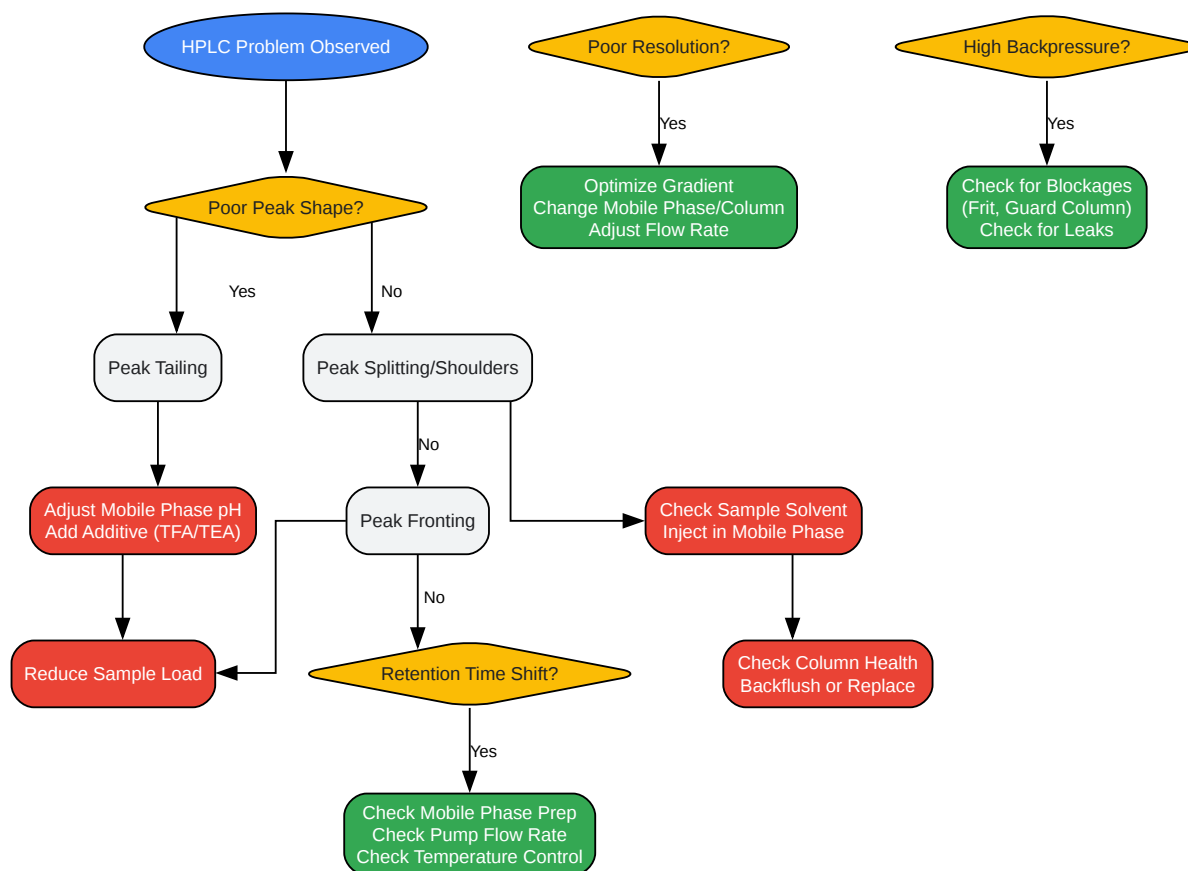 HPLC Problem Observed
Poor Resolution?
High Backpressure?
Yes
Yes
Optimize Gradient
Change Mobile Phase/Column
Adjust Flow Rate
Check for Blockages
(Frit, Guard Column)
Check for Leaks
Poor Peak Shape?
Yes
No
Peak Tailing
Peak Splitting/Shoulders
No
Adjust Mobile Phase pH
Add Additive (TFA/TEA)
Peak Fronting
Check Sample Solvent
Inject in Mobile Phase
No
Reduce Sample Load
Retention Time Shift?
Check Column Health
Backflush or Replace
Yes
Check Mobile Phase Prep
Check Pump Flow Rate
Check Temperature Control